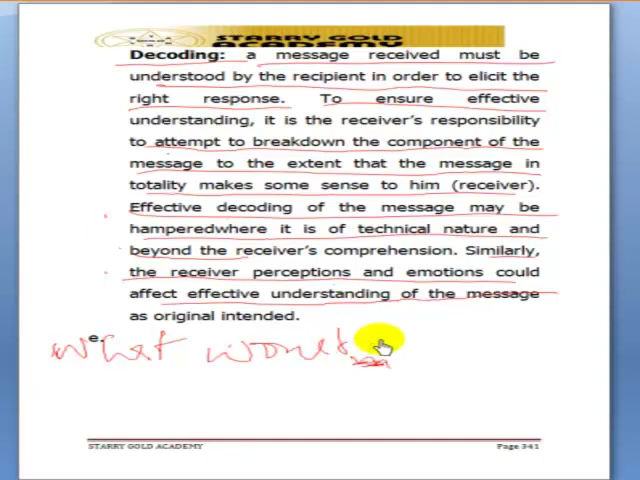 STARRY GOLD
ACADEMY
Decoding: a message received must be
understood by the recipient in order to elicit the
right response. To ensure effective
understanding, it is the receiver's responsibility
to attempt to breakdown the component of the
message to the extent that the message in
totality makes some sense to him (receiver).
Effective decoding of the message may be
hamperedwhere it is of technical nature and
beyond the receiver's comprehension. Similarly,
the receiver perceptions and emotions could
affect effective understanding of the message
as original intended.
e.
what
STARRY GOLD ACADEMY Page 341